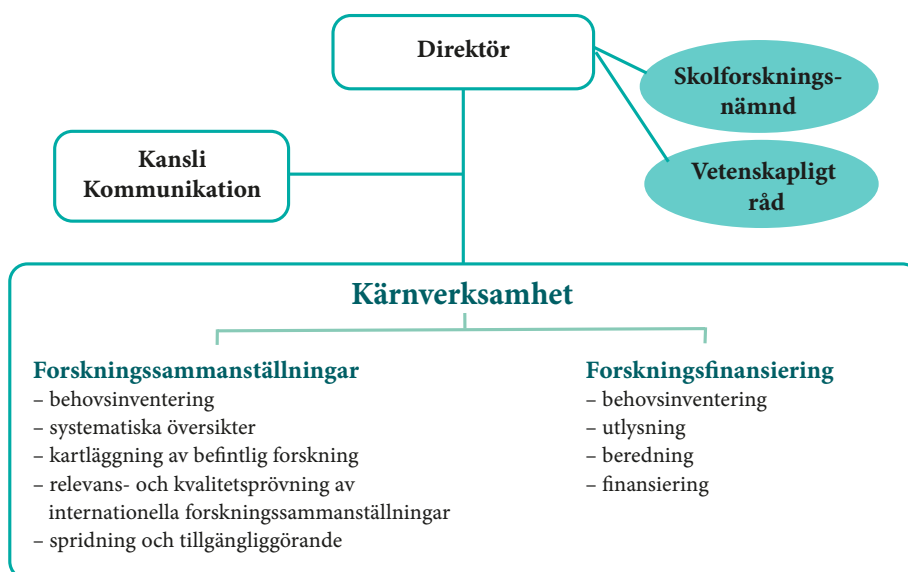 Direktör
Skolforsknings-
nämnd
Kansli
Kommunikation
Vetenskapligt
råd
Kärnverksamhet
Forskningssammanställningar
– behovsinventering
– systematiska översikter
– kartläggning av befintlig forskning
– relevans- och kvalitetsprövning av
internationella forskningssammanställningar
– spridning och tillgängliggörande
Forskningsfinansiering
– behovsinventering
– utlysning
– beredning
– finansiering